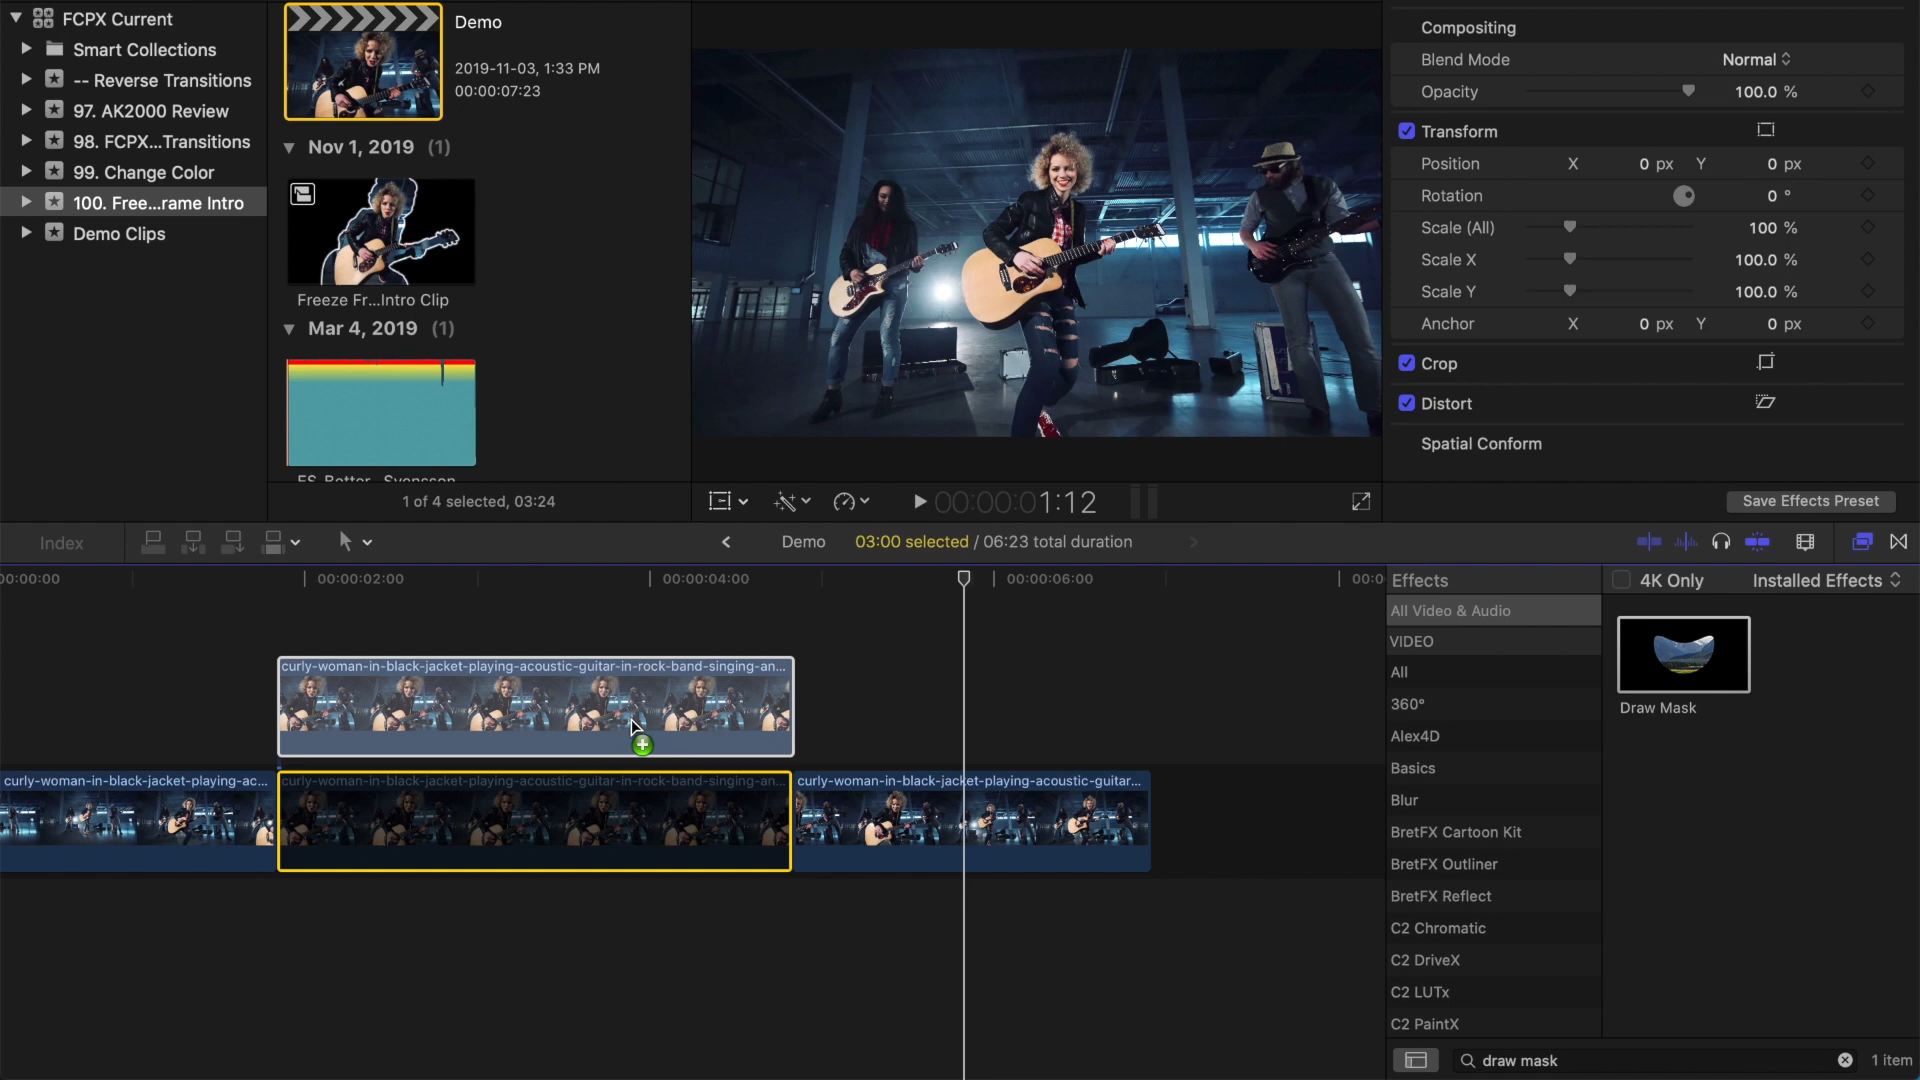 FCPX Current
Smart Collections
-- Reverse Transitions
97. AK2000 Review
98. FCPX...Transitions
99. Change Color
100. Free...rame Intro
Demo Clips
Demo
2019-11-03, 1:33 PM
00:00:07:23
Nov 1, 2019 (1)
Freeze Fr...Intro Clip
Mar 4, 2019 (1)
ES_Better...Svensson
1 of 4 selected, 03:24
00:00:01:12
Compositing
Blend Mode Normal
Opacity 100.0 %
Transform
Position X 0 px Y 0 px
Rotation 0 °
Scale (All) 100 %
Scale X 100.0 %
Scale Y 100.0 %
Anchor X 0 px Y 0 px
Crop
Distort
Spatial Conform
Save Effects Preset
Index
Demo 03:00 selected / 06:23 total duration
00:00:00 00:00:02:00 00:00:04:00 00:00:06:00 00:0
curly-woman-in-black-jacket-playing-acoustic-guitar-in-rock-band-singing-an...
curly-woman-in-black-jacket-playing-ac...
curly-woman-in-black-jacket-playing-acoustic-guitar-in-rock-band-singing-an...
curly-woman-in-black-jacket-playing-acoustic-guitar...
Effects
4K Only
Installed Effects
All Video & Audio
VIDEO
All
360°
Alex4D
Basics
Blur
BretFX Cartoon Kit
BretFX Outliner
BretFX Reflect
C2 Chromatic
C2 DriveX
C2 LUTx
C2 PaintX
Draw Mask
draw mask
1 item